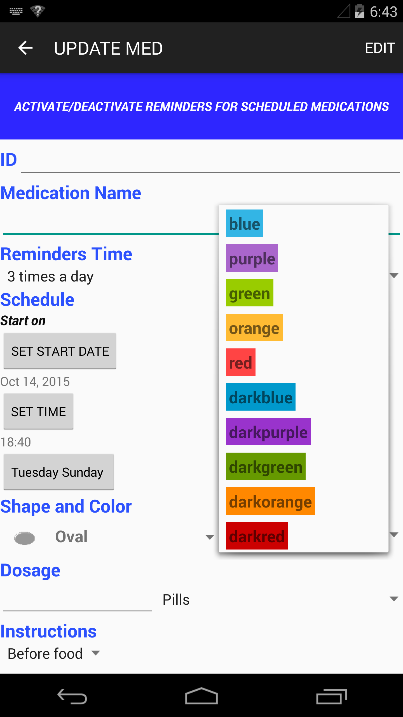 6:43
UPDATE MED
EDIT
ACTIVATE/DEACTIVATE REMINDERS FOR SCHEDULED MEDICATIONS
ID
Medication Name
Reminders Time
3 times a day
Schedule
Start on
SET START DATE
Oct 14, 2015
SET TIME
18:40
Tuesday Sunday
Shape and Color
Oval
blue
purple
green
orange
red
darkblue
darkpurple
darkgreen
darkorange
darkred
Dosage
Pills
Instructions
Before food